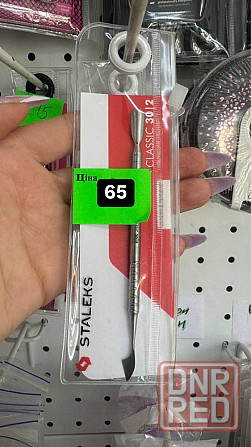 CLASSIC 30|2
Ціна
65
STALEKS
DNR
RED